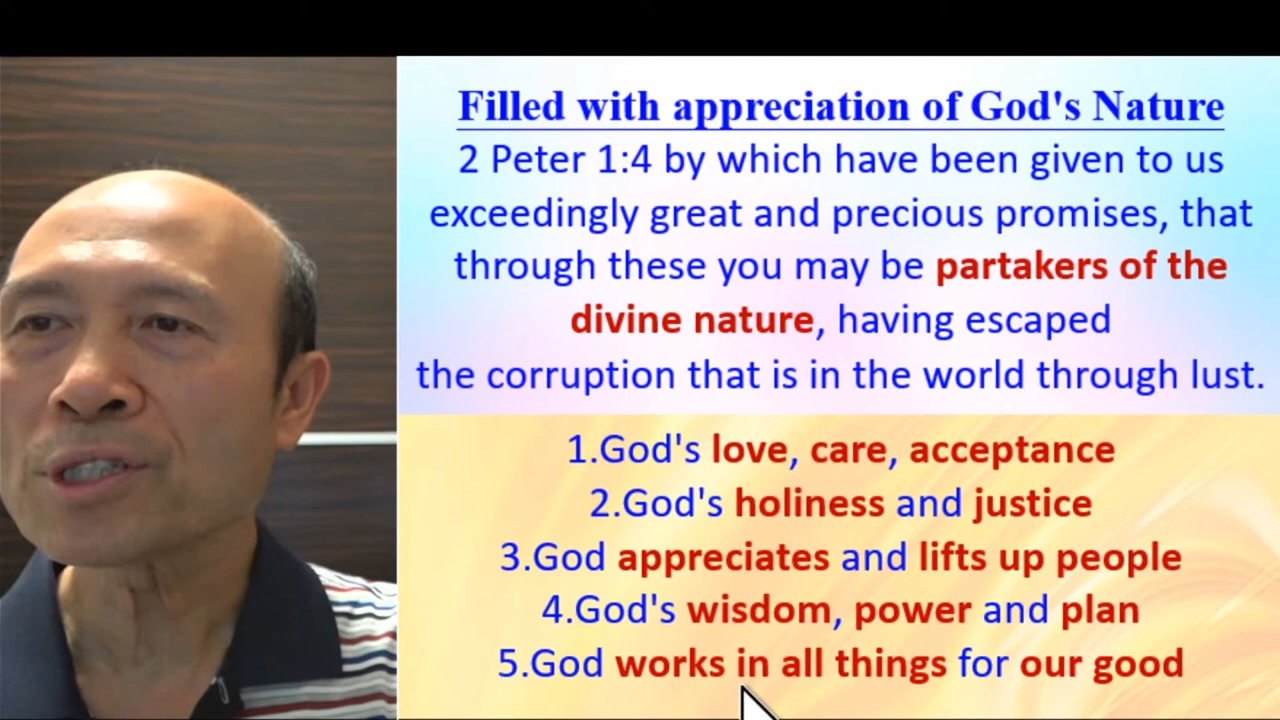 Filled with appreciation of God's Nature
2 Peter 1:4 by which have been given to us
exceedingly great and precious promises, that
through these you may be partakers of the
divine nature, having escaped
the corruption that is in the world through lust.
1.God's love, care, acceptance
2.God's holiness and justice
3.God appreciates and lifts up people
4.God's wisdom, power and plan
5.God works in all things for our good